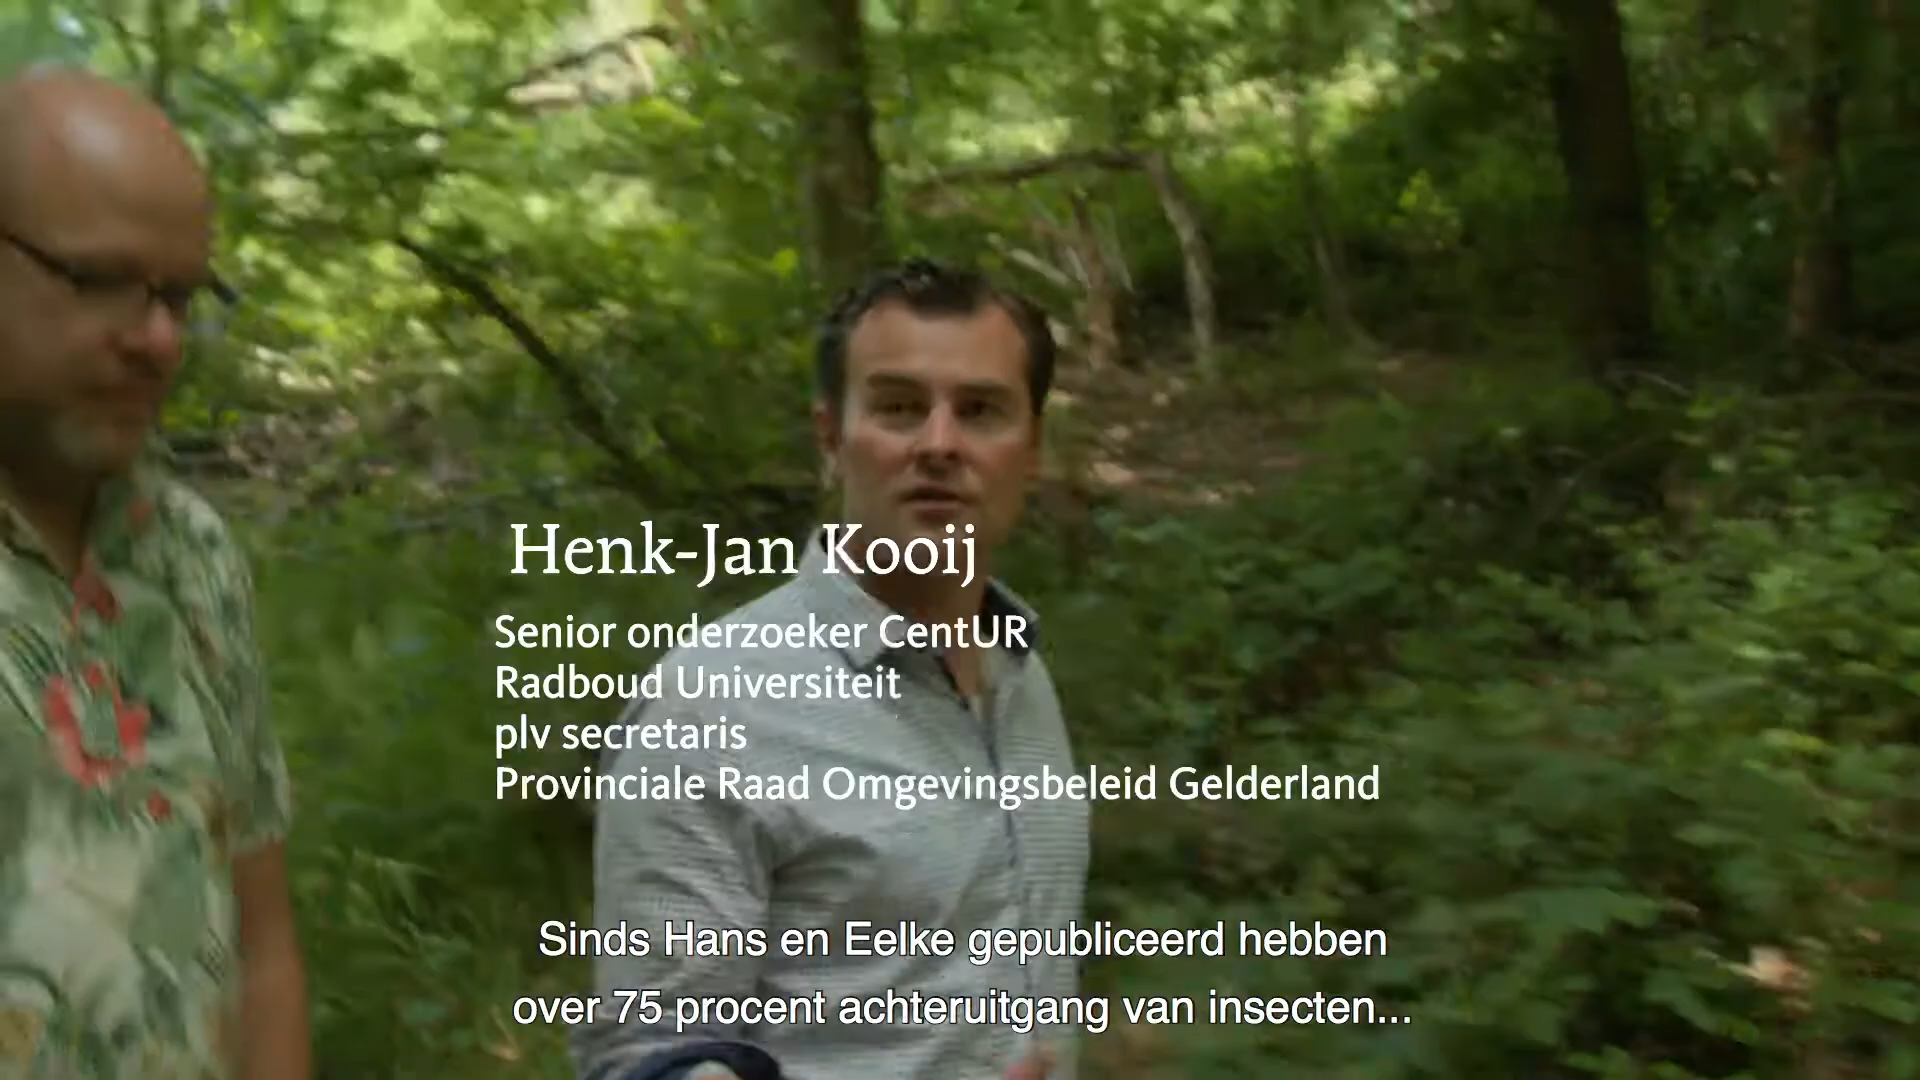 Henk-Jan Kooij
Senior onderzoeker CentUR
Radboud Universiteit
plv secretaris
Provinciale Raad Omgevingsbeleid Gelderland
Sinds Hans en Eelke gepubliceerd hebben
over 75 procent achteruitgang van insecten...